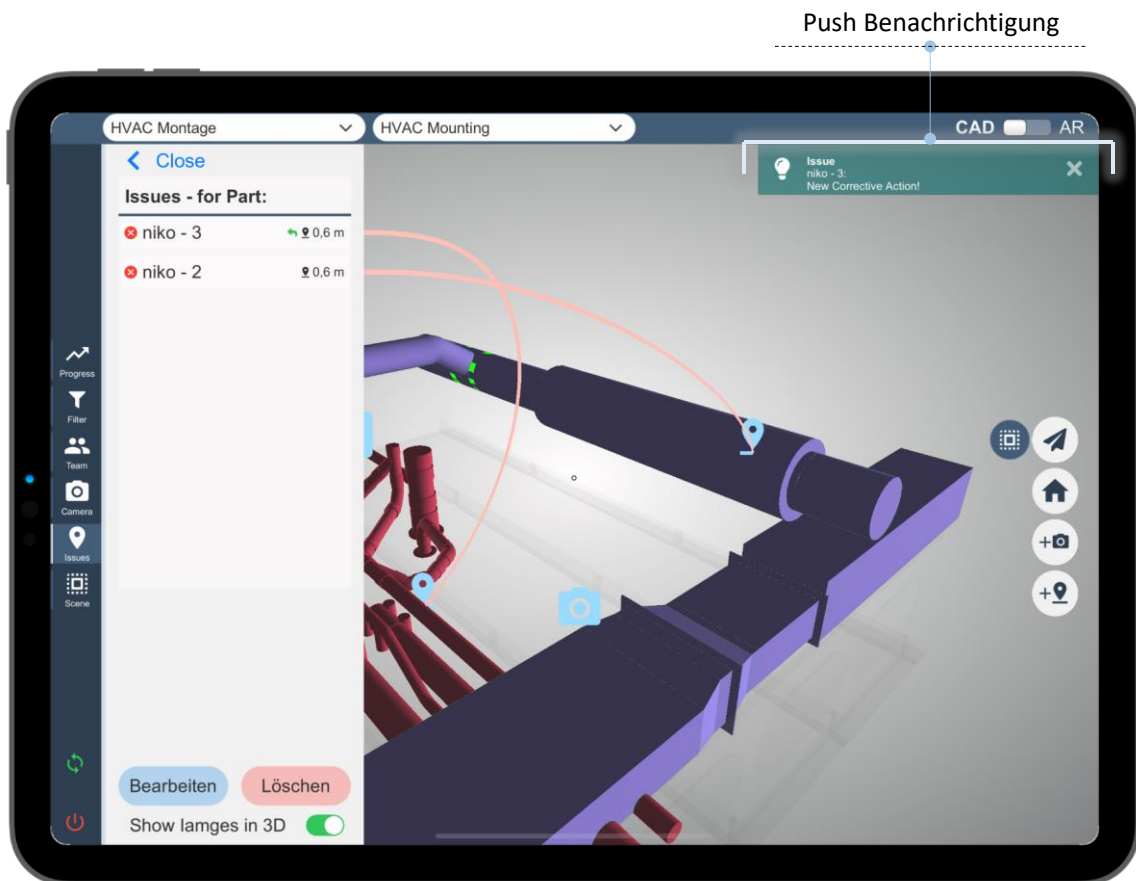 Push Benachrichtigung
HVAC Montage
HVAC Mounting
CAD
AR
Close
Issue
niko - 3:
New Corrective Action!
Issues - for Part:
niko - 3
0,6 m
niko - 2
0,6 m
Progress
Filter
Team
Camera
Issues
Scene
Bearbeiten
Löschen
Show Iamges in 3D